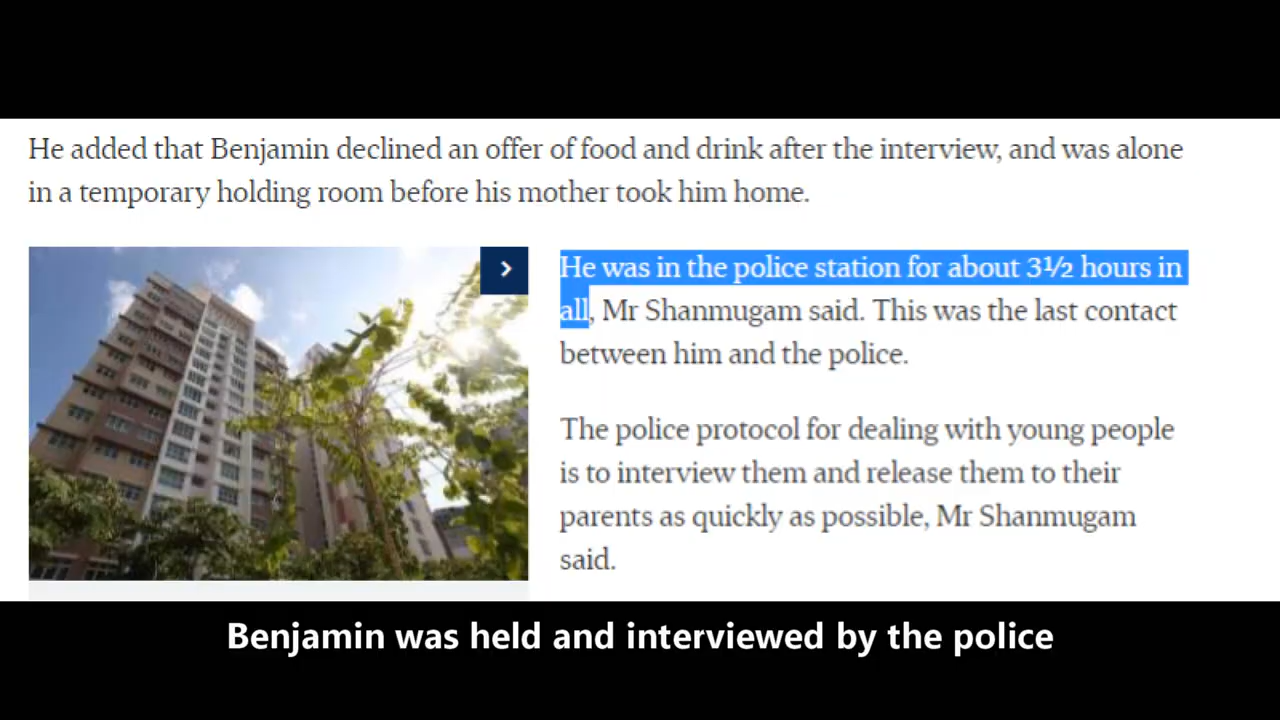 He added that Benjamin declined an offer of food and drink after the interview, and was alone
in a temporary holding room before his mother took him home.
He was in the police station for about 3½ hours in
all, Mr Shanmugam said. This was the last contact
between him and the police.
The police protocol for dealing with young people
is to interview them and release them to their
parents as quickly as possible, Mr Shanmugam
said.
Benjamin was held and interviewed by the police